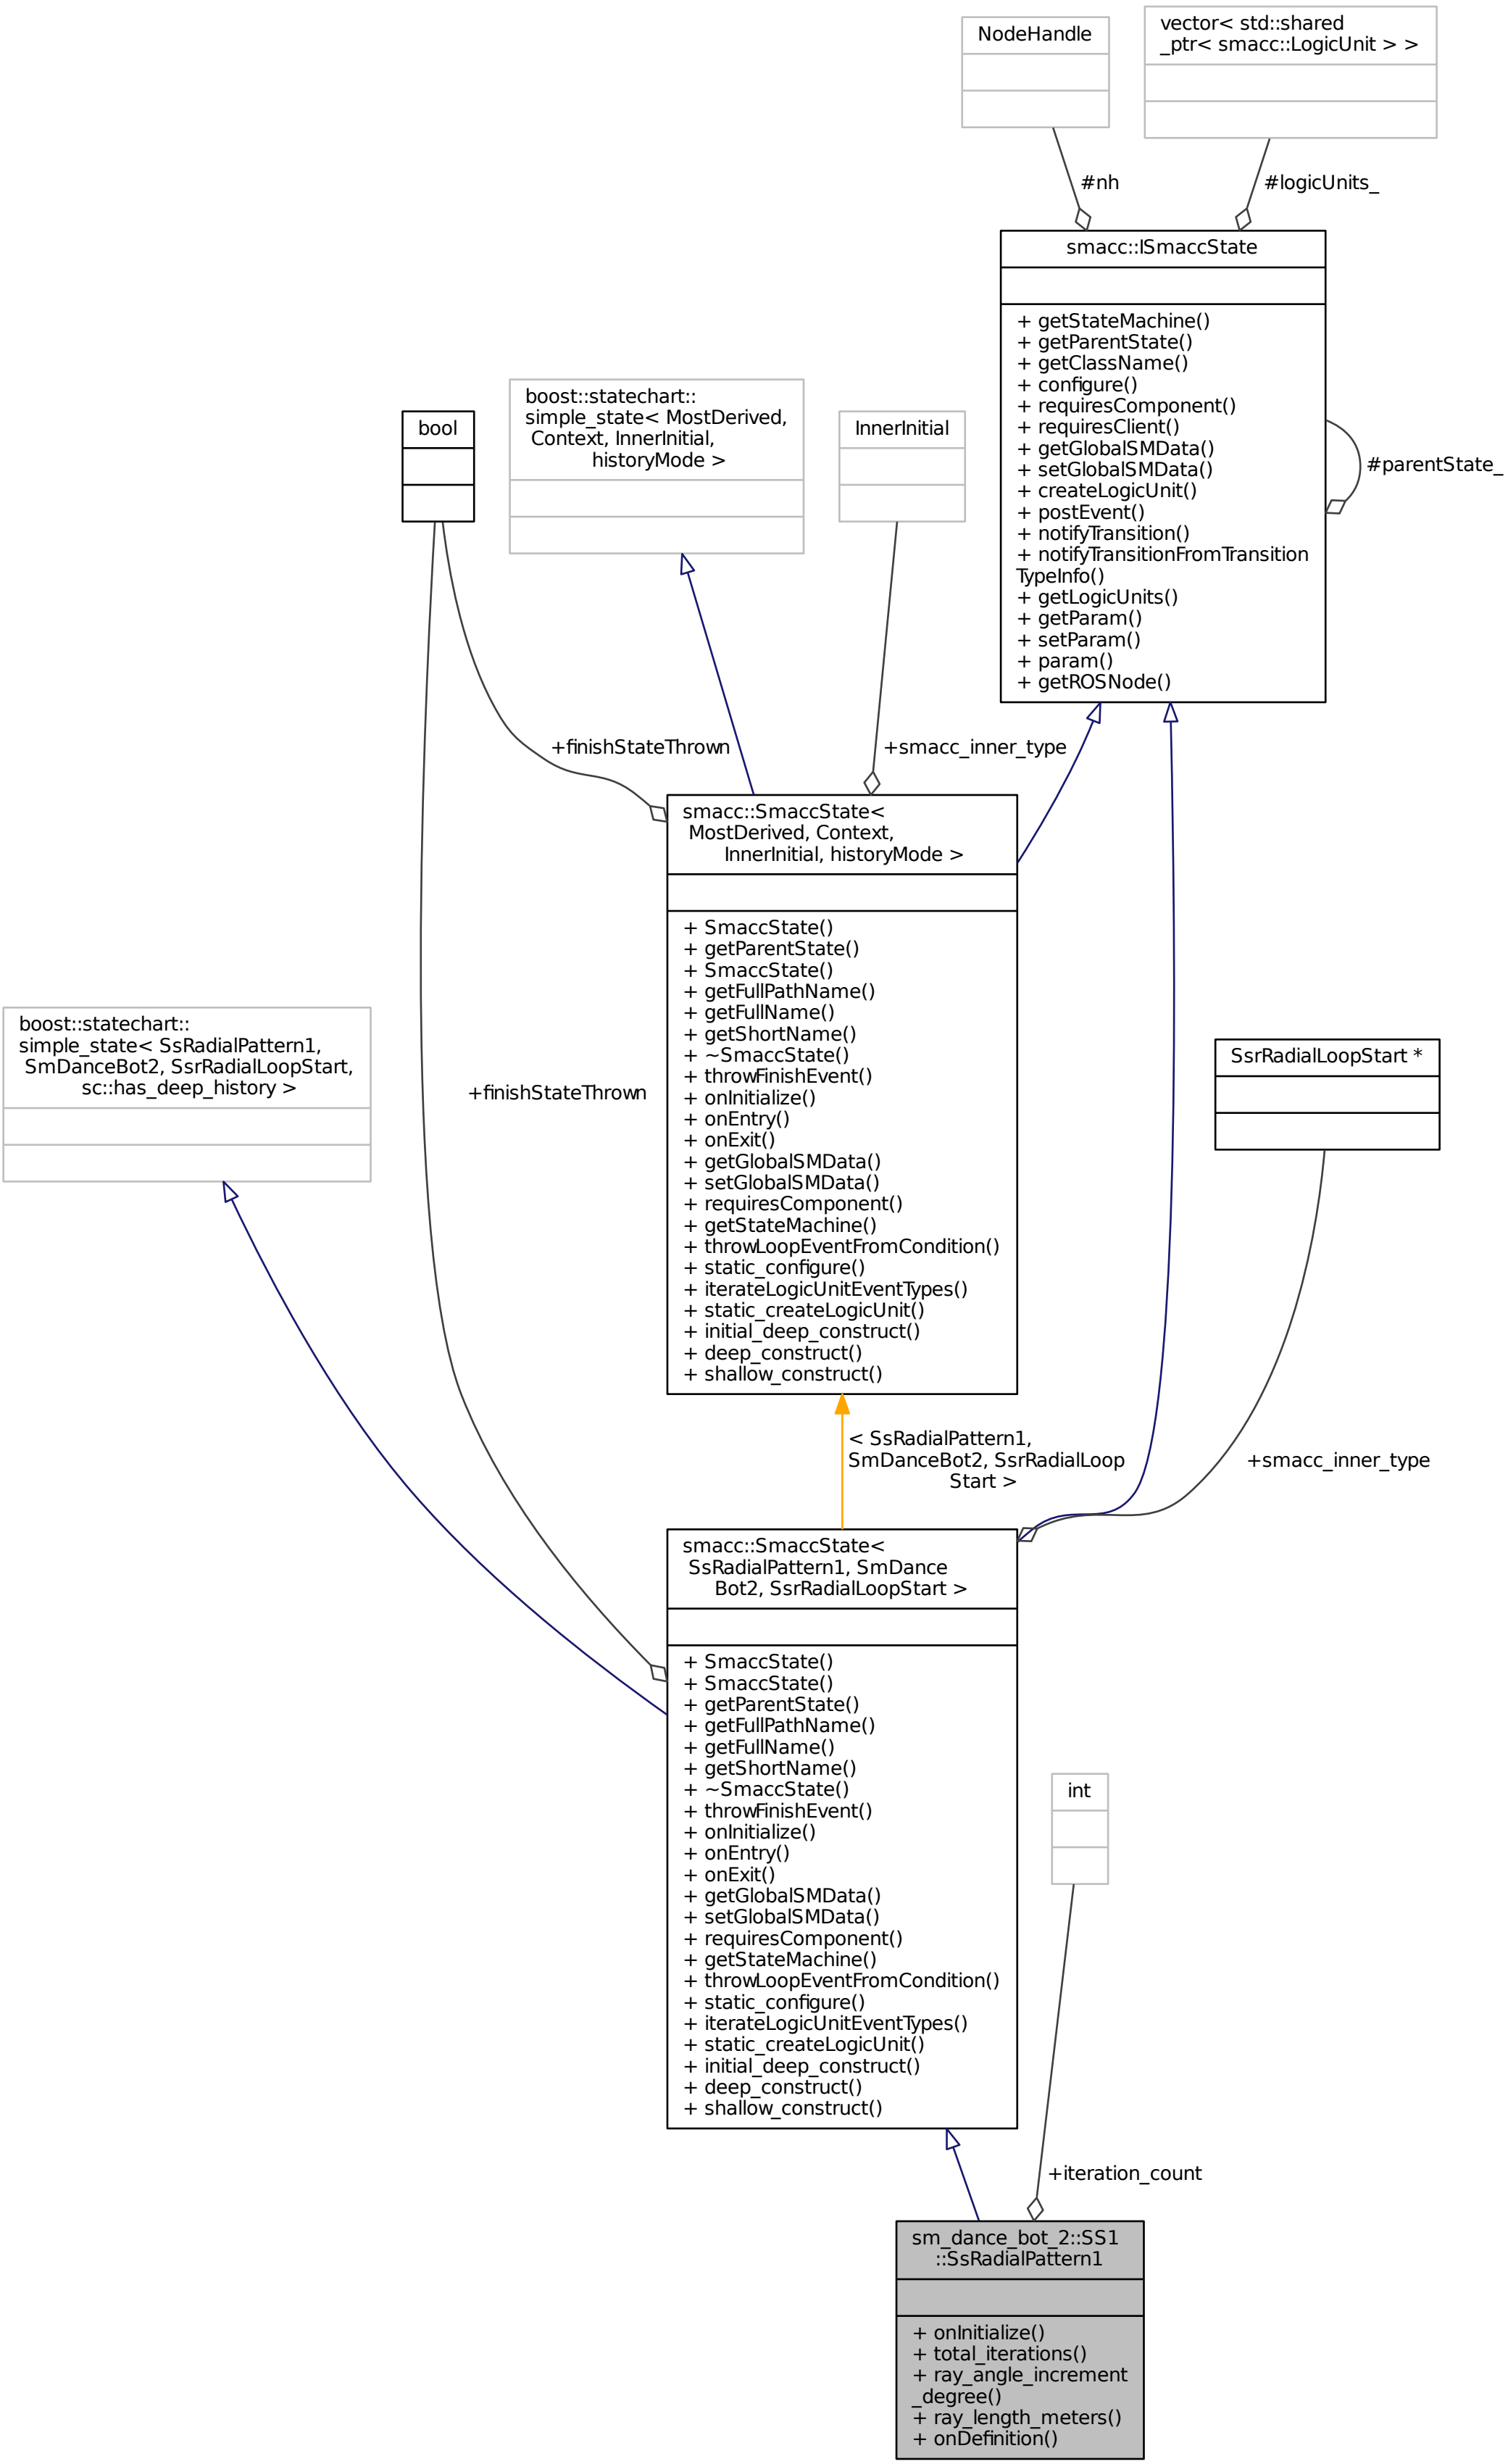 NodeHandle
vector< std::shared
_ptr< smacc::LogicUnit > >
#nh
#logicUnits_
smacc::ISmaccState
+ getStateMachine()
+ getParentState()
+ getClassName()
+ configure()
+ requiresComponent()
+ requiresClient()
+ getGlobalSMData()
+ setGlobalSMData()
+ createLogicUnit()
+ postEvent()
+ notifyTransition()
+ notifyTransitionFromTransition
TypeInfo()
+ getLogicUnits()
+ getParam()
+ setParam()
+ param()
+ getROSNode()
#parentState_
bool
boost::statechart::
simple_state< MostDerived,
Context, InnerInitial,
historyMode >
InnerInitial
+finishStateThrown
+smacc_inner_type
smacc::SmaccState<
MostDerived, Context,
InnerInitial, historyMode >
+ SmaccState()
+ getParentState()
+ SmaccState()
+ getFullPathName()
+ getFullName()
+ getShortName()
+ ~SmaccState()
+ throwFinishEvent()
+ onInitialize()
+ onEntry()
+ onExit()
+ getGlobalSMData()
+ setGlobalSMData()
+ requiresComponent()
+ getStateMachine()
+ throwLoopEventFromCondition()
+ static_configure()
+ iterateLogicUnitEventTypes()
+ static_createLogicUnit()
+ initial_deep_construct()
+ deep_construct()
+ shallow_construct()
boost::statechart::
simple_state< SsRadialPattern1,
SmDanceBot2, SsrRadialLoopStart,
sc::has_deep_history >
+finishStateThrown
SsrRadialLoopStart *
< SsRadialPattern1,
SmDanceBot2, SsrRadialLoop
Start >
+smacc_inner_type
smacc::SmaccState<
SsRadialPattern1, SmDance
Bot2, SsrRadialLoopStart >
+ SmaccState()
+ SmaccState()
+ getParentState()
+ getFullPathName()
+ getFullName()
+ getShortName()
+ ~SmaccState()
+ throwFinishEvent()
+ onInitialize()
+ onEntry()
+ onExit()
+ getGlobalSMData()
+ setGlobalSMData()
+ requiresComponent()
+ getStateMachine()
+ throwLoopEventFromCondition()
+ static_configure()
+ iterateLogicUnitEventTypes()
+ static_createLogicUnit()
+ initial_deep_construct()
+ deep_construct()
+ shallow_construct()
int
+iteration_count
sm_dance_bot_2::SS1
::SsRadialPattern1
+ onInitialize()
+ total_iterations()
+ ray_angle_increment
_degree()
+ ray_length_meters()
+ onDefinition()